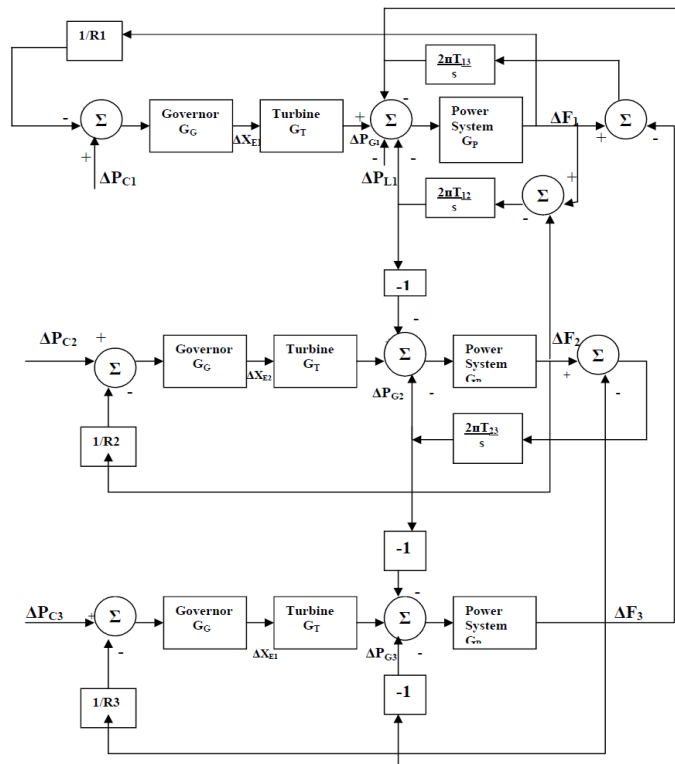 1/R1
2πT13
s
-
-
Σ
Governor
GG
Turbine
GT
+
Σ
Power
System
GP
ΔF1
Σ
+
-
ΔXE1
ΔPG1
+
-
-
ΔPC1
ΔPL1
2πT12
s
+
Σ
-
-1
-
ΔPC2
+
Σ
Governor
GG
Turbine
GT
Σ
Power
System
GP
ΔF2
Σ
+
-
ΔXE2
-
ΔPG2
-
1/R2
2πT23
s
-1
-
ΔPC3
+
Σ
Governor
GG
Turbine
GT
Σ
Power
System
GP
ΔF3
-
ΔXE1
ΔPG3
-
1/R3
-1